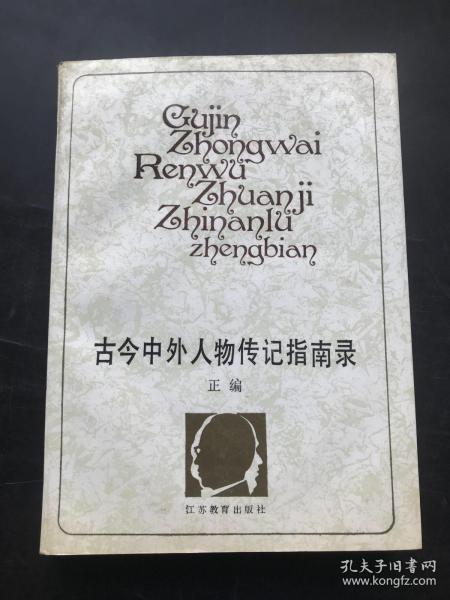 Gujin
Zhongwai
Renwu
Zhuanji
Zhinanlu
zhengbian
古今中外人物传记指南录
正编
江苏教育出版社
孔夫子旧书网
www.kongfz.com